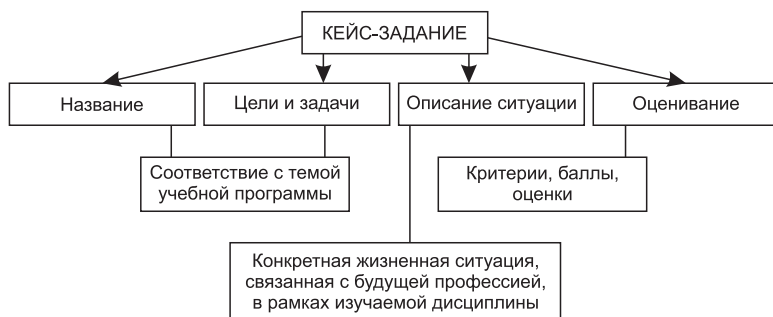 КЕЙС-ЗАДАНИЕ
Название
Цели и задачи
Описание ситуации
Оценивание
Соответствие с темой
учебной программы
Критерии, баллы,
оценки
Конкретная жизненная ситуация,
связанная с будущей профессией,
в рамках изучаемой дисциплины